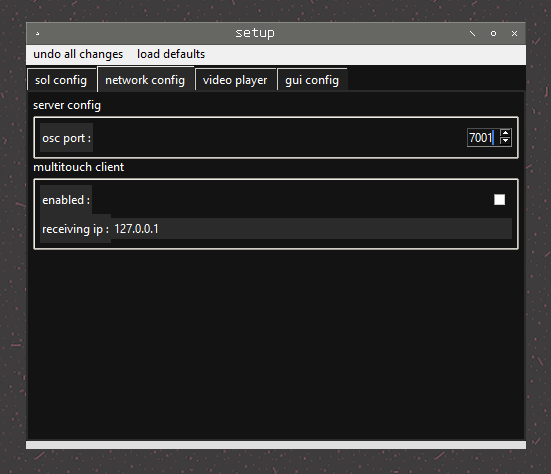 setup
undo all changes load defaults
sol config network config video player gui config
server config
osc port : 7001
multitouch client
enabled :
receiving ip : 127.0.0.1